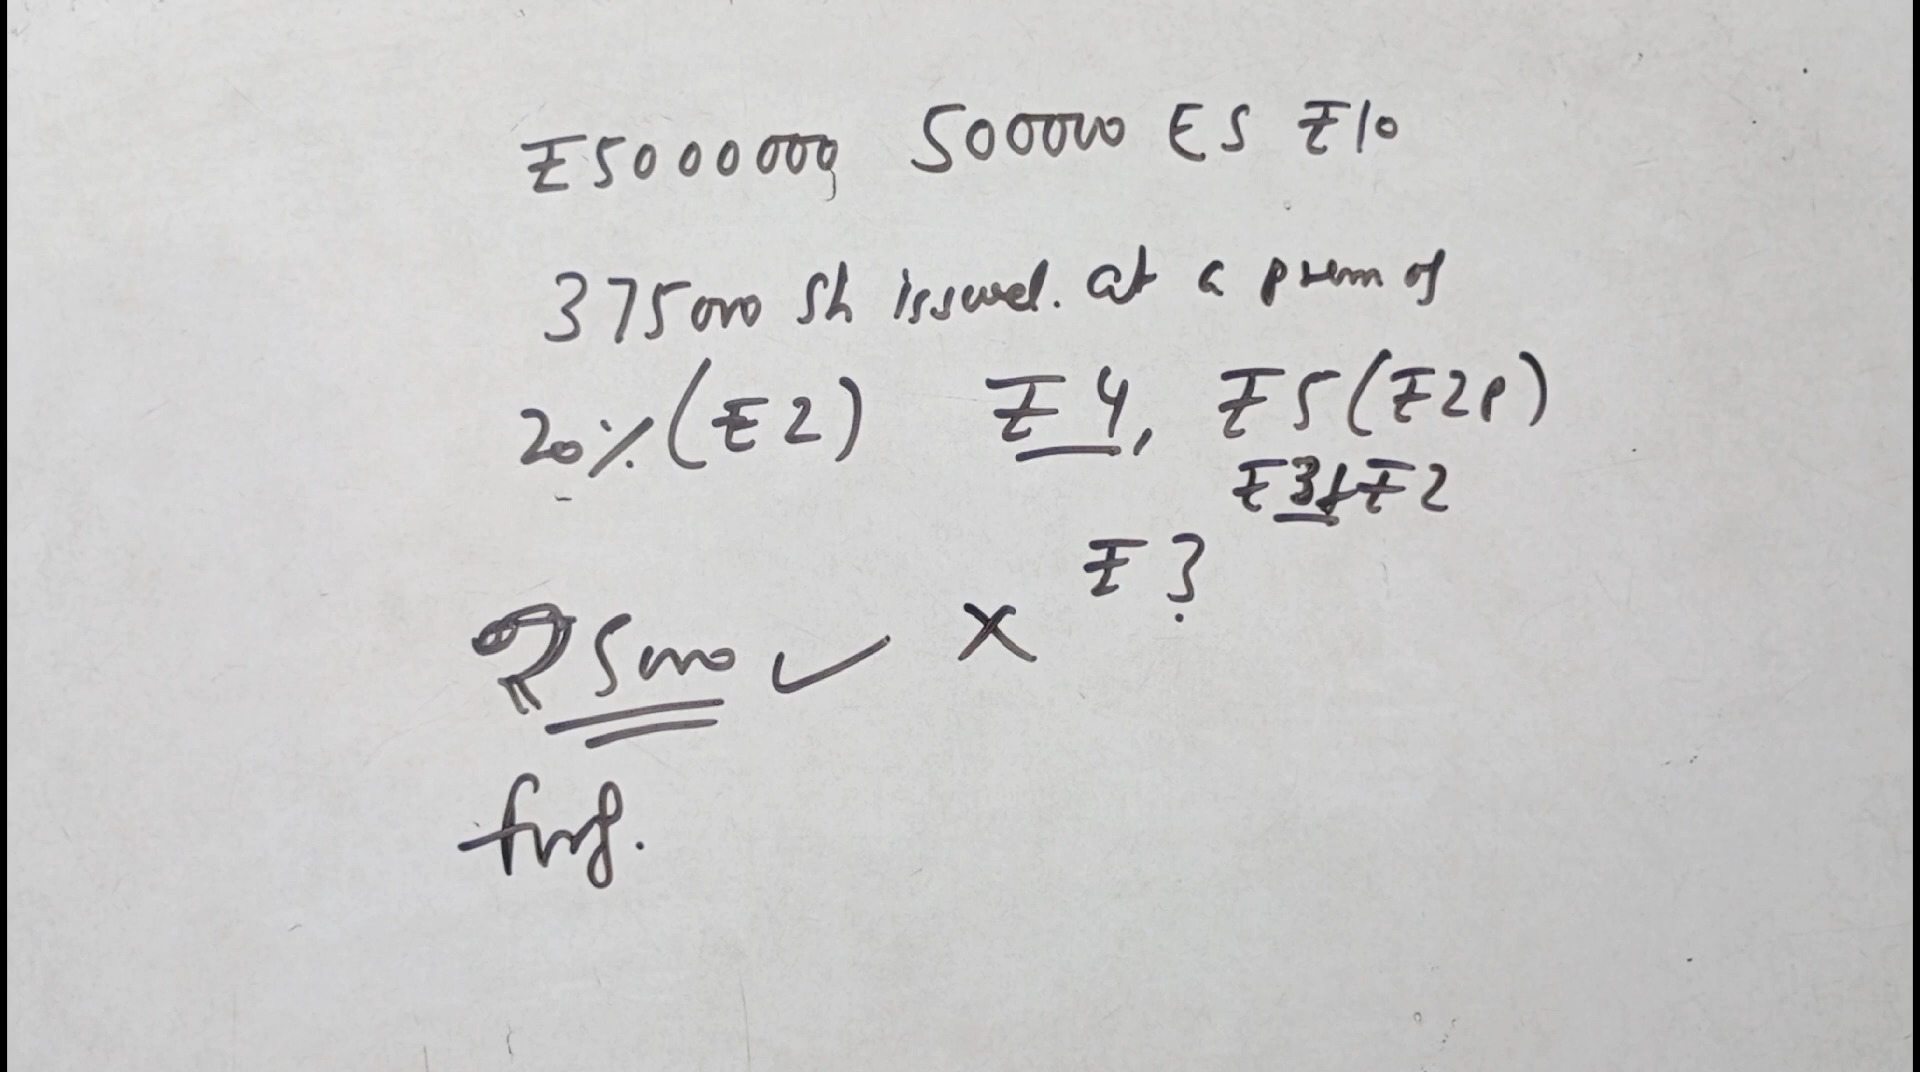 ₹5000000, 500000 ES ₹10
375000 Sh issued. at a prem of
20% (₹2) ₹4, ₹5 (₹2P)
₹3+₹2
₹3
5000 ✓ ×
forf.